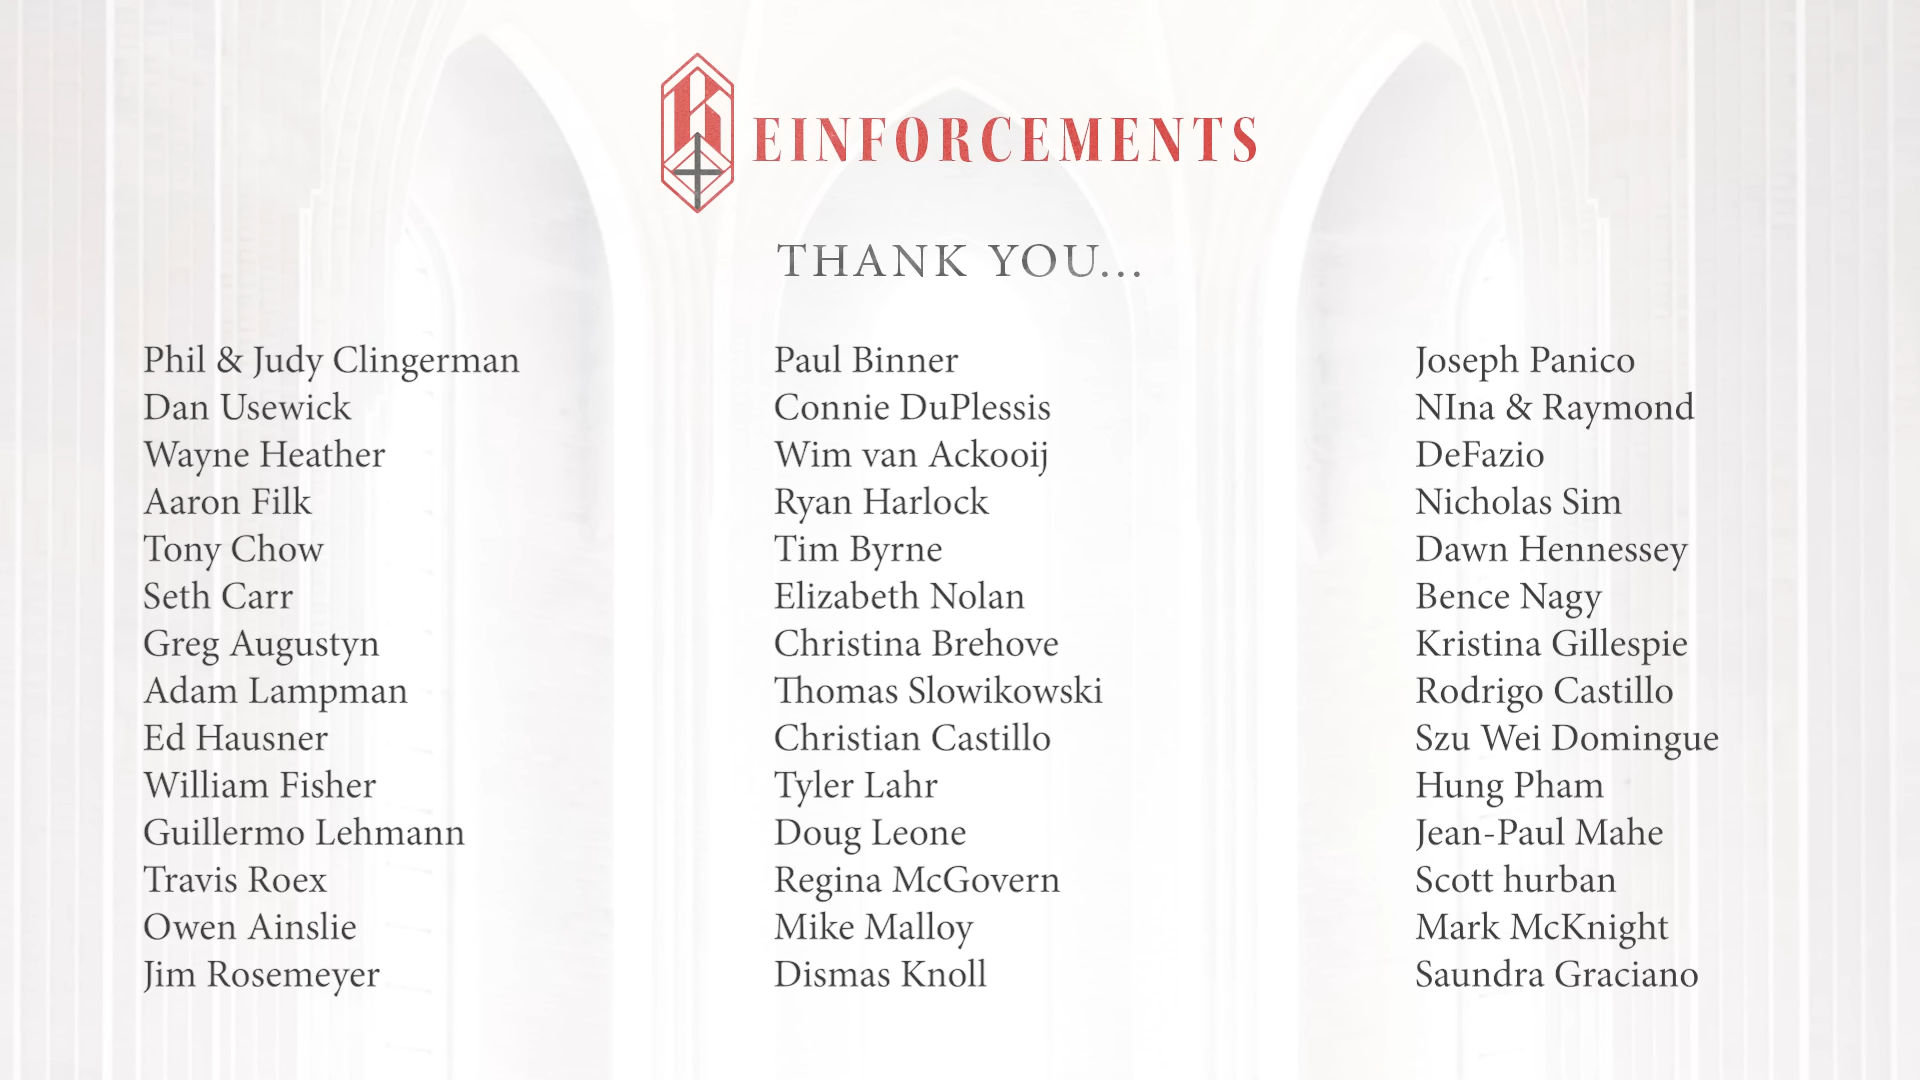 REINFORCEMENTS
THANK YOU...
Phil & Judy Clingerman
Dan Usewick
Wayne Heather
Aaron Filk
Tony Chow
Seth Carr
Greg Augustyn
Adam Lampman
Ed Hausner
William Fisher
Guillermo Lehmann
Travis Roex
Owen Ainslie
Jim Rosemeyer
Paul Binner
Connie DuPlessis
Wim van Ackooij
Ryan Harlock
Tim Byrne
Elizabeth Nolan
Christina Brehove
Thomas Slowikowski
Christian Castillo
Tyler Lahr
Doug Leone
Regina McGovern
Mike Malloy
Dismas Knoll
Joseph Panico
NIna & Raymond
DeFazio
Nicholas Sim
Dawn Hennessey
Bence Nagy
Kristina Gillespie
Rodrigo Castillo
Szu Wei Domingue
Hung Pham
Jean-Paul Mahe
Scott hurban
Mark McKnight
Saundra Graciano